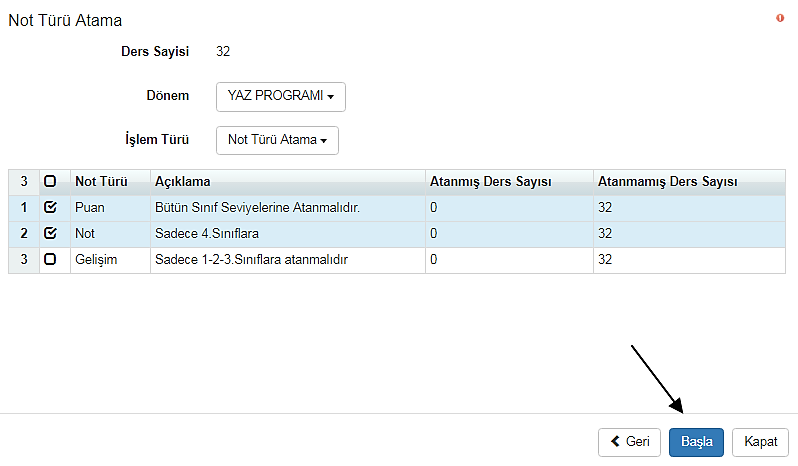 Not Türü Atama
Ders Sayisi 32
Dönem YAZ PROGRAMI
İşlem Türü Not Türü Atama
3 Not Türü Açıklama Atanmış Ders Sayısı Atanmamış Ders Sayısı
1 Puan Bütün Sınıf Seviyelerine Atanmalıdır. 0 32
2 Not Sadece 4.Sınıflara 0 32
3 Gelişim Sadece 1-2-3.Sınıflara atanmalıdır 0 32
Geri Başla Kapat